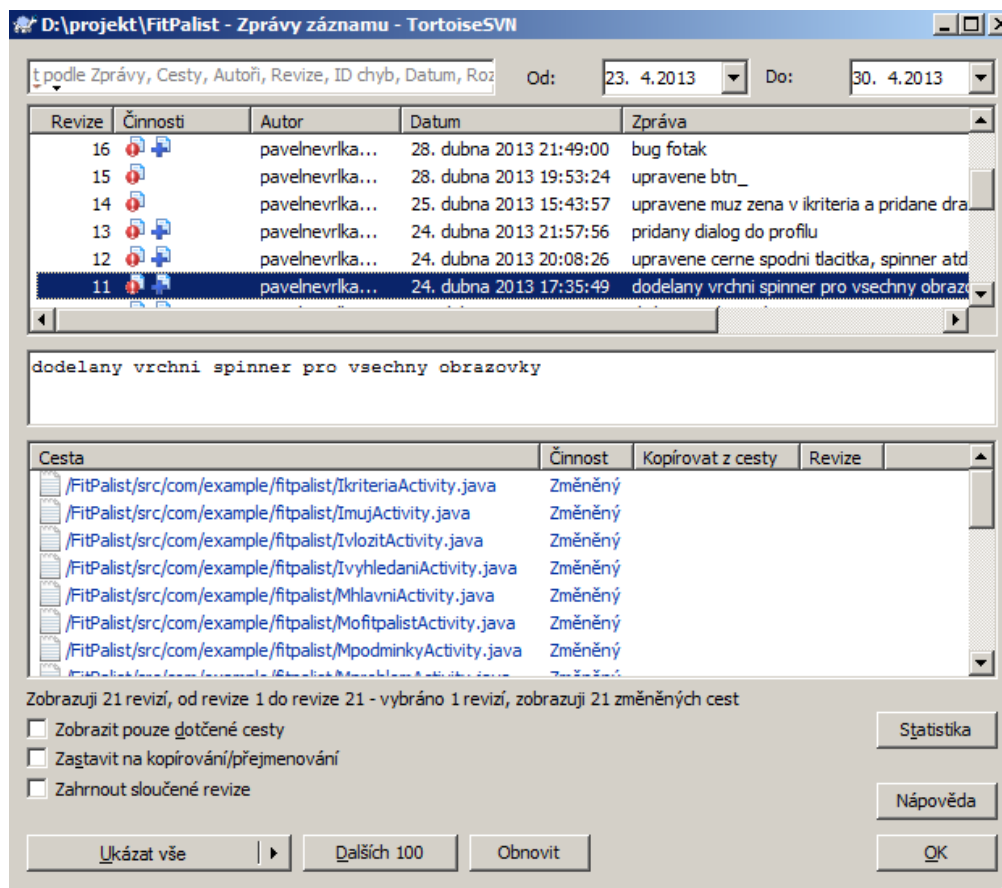 D:\projekt\FitPalist - Zprávy záznamu - TortoiseSVN
t podle Zprávy, Cesty, Autoři, Revize, ID chyb, Datum, Roz Od: 23. 4.2013 Do: 30. 4.2013
Revize Činnosti Autor Datum Zpráva
16 pavelnevrlka... 28. dubna 2013 21:49:00 bug fotak
15 pavelnevrlka... 28. dubna 2013 19:53:24 upravene btn_
14 pavelnevrlka... 25. dubna 2013 15:43:57 upravene muz zena v ikriteria a pridane dra
13 pavelnevrlka... 24. dubna 2013 21:57:56 pridany dialog do profilu
12 pavelnevrlka... 24. dubna 2013 20:08:26 upravene cerne spodni tlacitka, spinner atd
11 pavelnevrlka... 24. dubna 2013 17:35:49 dodelany vrchni spinner pro vsechny obrazo
dodelany vrchni spinner pro vsechny obrazovky
Cesta Činnost Kopírovat z cesty Revize
/FitPalist/src/com/example/fitpalist/IkriteriaActivity.java Změněný
/FitPalist/src/com/example/fitpalist/ImujActivity.java Změněný
/FitPalist/src/com/example/fitpalist/IvlozitActivity.java Změněný
/FitPalist/src/com/example/fitpalist/IvyhledaniActivity.java Změněný
/FitPalist/src/com/example/fitpalist/MhlavniActivity.java Změněný
/FitPalist/src/com/example/fitpalist/MofitpalistActivity.java Změněný
/FitPalist/src/com/example/fitpalist/MpodminkyActivity.java Změněný
Zobrazuji 21 revizí, od revize 1 do revize 21 - vybráno 1 revizí, zobrazuji 21 změněných cest
Zobrazit pouze dotčené cesty
Statistika
Zastavit na kopírování/přejmenování
Zahrnout sloučené revize
Nápověda
Ukázat vše Dalších 100 Obnovit OK